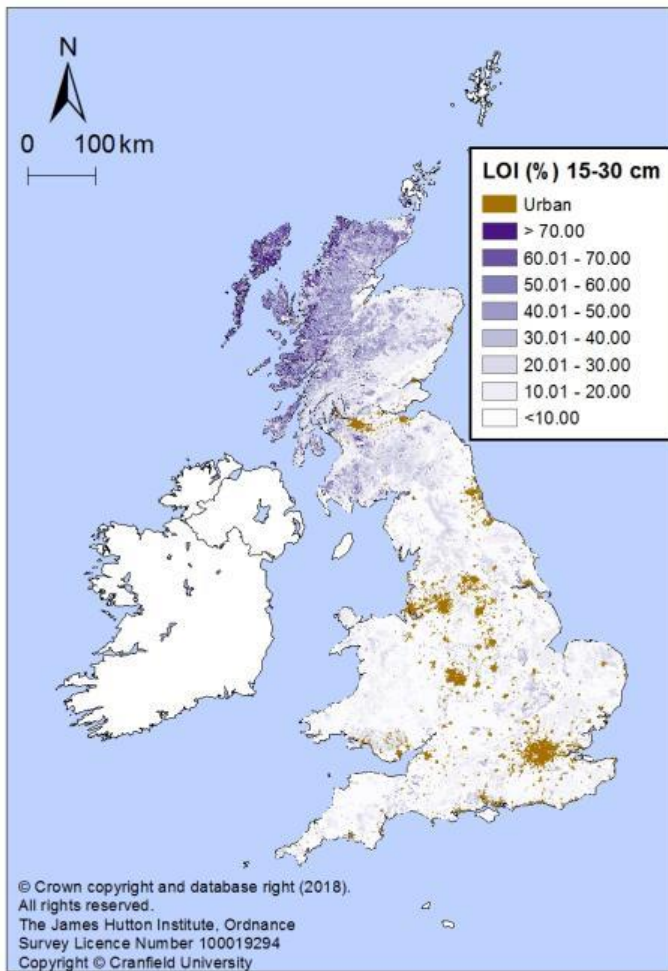 N
0 100 km
LOI (%) 15-30 cm
Urban
> 70.00
60.01 - 70.00
50.01 - 60.00
40.01 - 50.00
30.01 - 40.00
20.01 - 30.00
10.01 - 20.00
<10.00
© Crown copyright and database right (2018).
All rights reserved.
The James Hutton Institute, Ordnance
Survey Licence Number 100019294
Copyright © Cranfield University